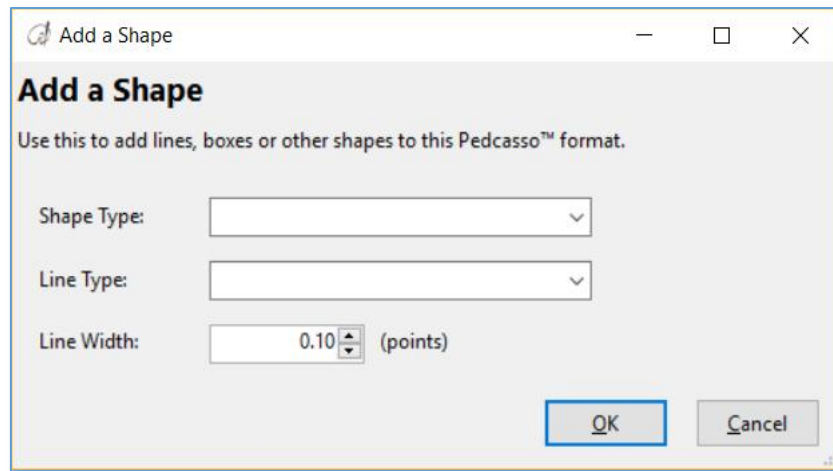 Add a Shape
Add a Shape
Use this to add lines, boxes or other shapes to this Pedcasso™ format.
Shape Type:
Line Type:
Line Width: 0.10 (points)
OK Cancel